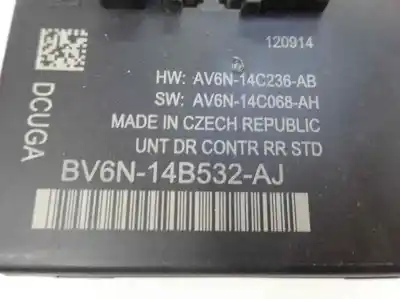 120914
HW: AV6N-14C236-AB
SW: AV6N-14C068-AH
MADE IN CZECH REPUBLIC
UNT DR CONTR RR STD
DCUGA
BV6N-14B532-AJ